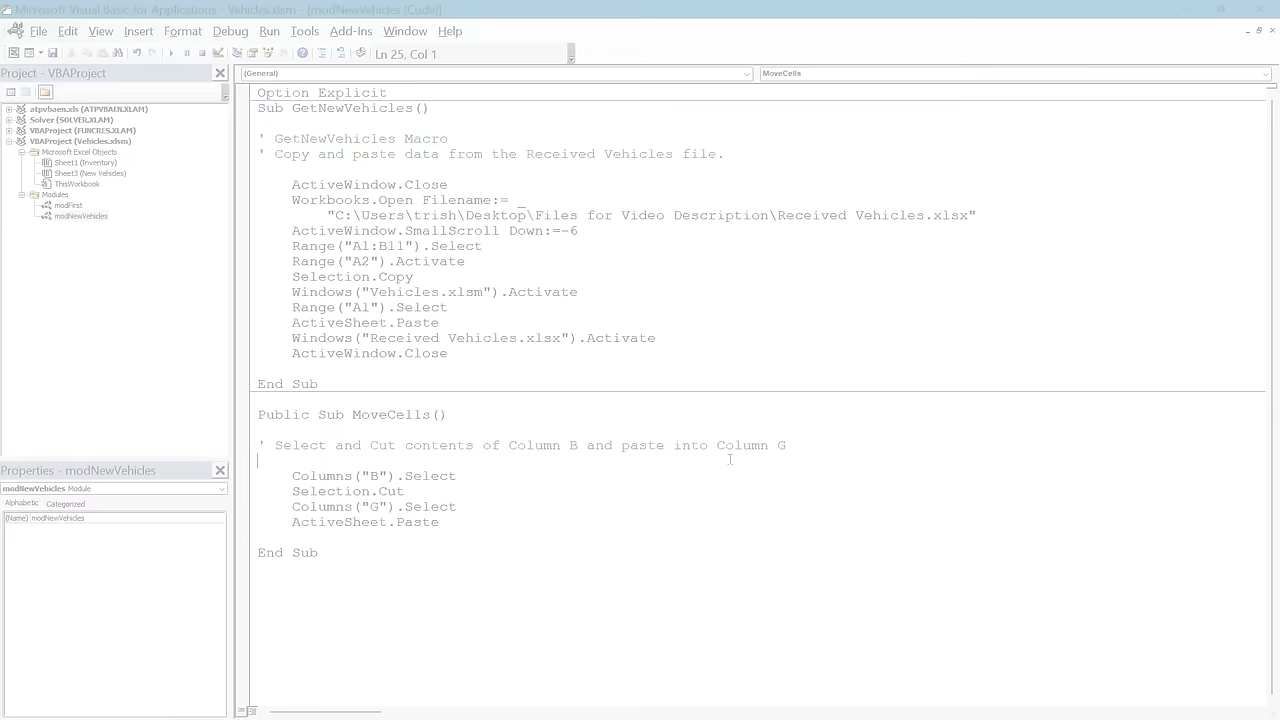 Microsoft Visual Basic for Applications - Vehicles.xlsm - [modNewVehicles (Code)]
File Edit View Insert Format Debug Run Tools Add-Ins Window Help
Ln 25, Col 1
Project - VBAProject
(General) MoveCells
atpvbaen.xls (ATPVBAEN.XLAM)
Solver (SOLVER.XLAM)
VBAProject (FUNCRES.XLAM)
VBAProject (Vehicles.xlsm)
Microsoft Excel Objects
Sheet1 (Inventory)
Sheet3 (New Vehicles)
ThisWorkbook
Modules
modFirst
modNewVehicles
Properties - modNewVehicles
modNewVehicles Module
Alphabetic Categorized
(Name) modNewVehicles
Option Explicit
Sub GetNewVehicles()
' GetNewVehicles Macro
' Copy and paste data from the Received Vehicles file.
ActiveWindow.Close
Workbooks.Open Filename:= _
"C:\Users\trish\Desktop\Files for Video Description\Received Vehicles.xlsx"
ActiveWindow.SmallScroll Down:=-6
Range("A1:B11").Select
Range("A2").Activate
Selection.Copy
Windows("Vehicles.xlsm").Activate
Range("A1").Select
ActiveSheet.Paste
Windows("Received Vehicles.xlsx").Activate
ActiveWindow.Close
End Sub
Public Sub MoveCells()
' Select and Cut contents of Column B and paste into Column G
Columns("B").Select
Selection.Cut
Columns("G").Select
ActiveSheet.Paste
End Sub